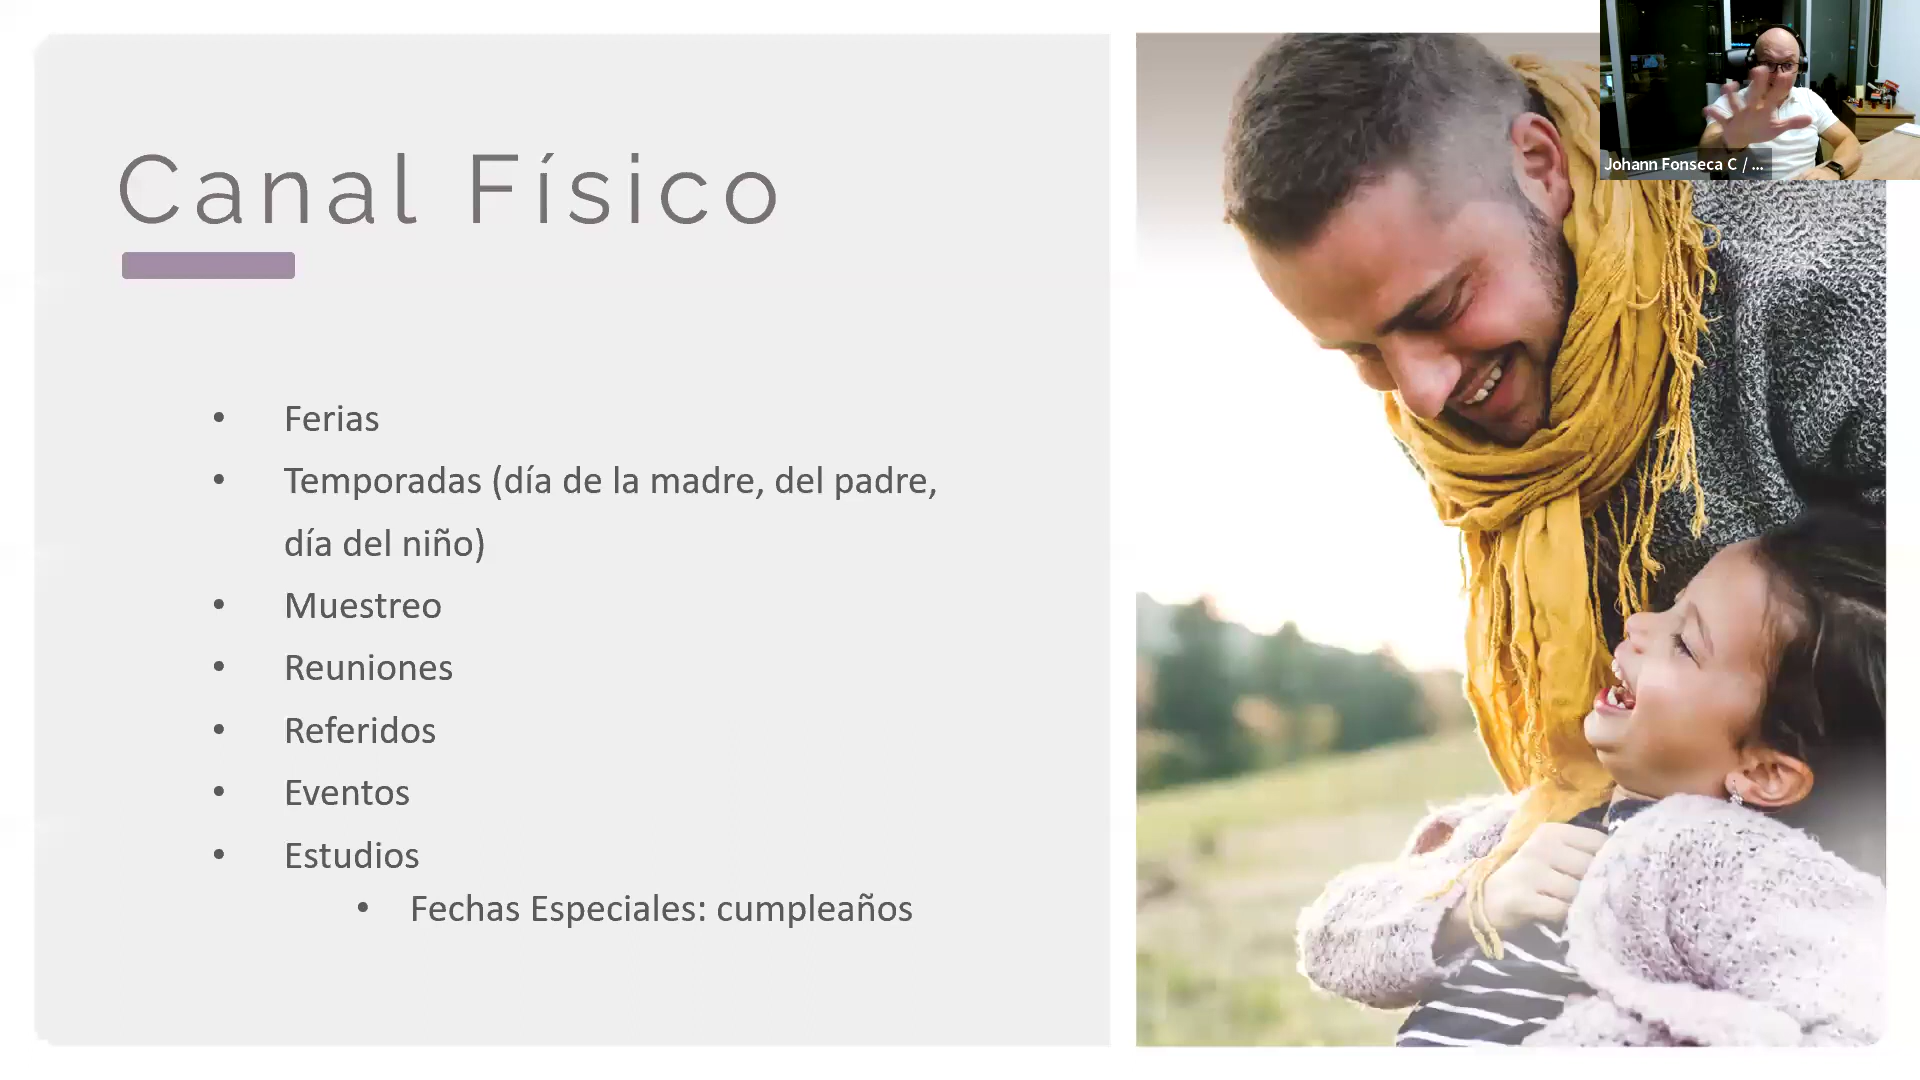 Canal Físico
• Ferias
• Temporadas (día de la madre, del padre,
día del niño)
• Muestreo
• Reuniones
• Referidos
• Eventos
• Estudios
• Fechas Especiales: cumpleaños
Johann Fonseca C / ...